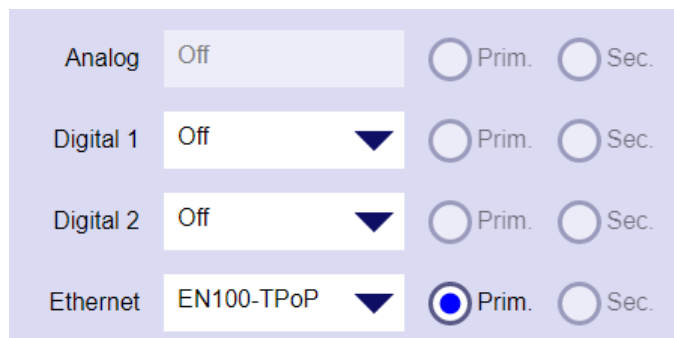 Analog Off Prim. Sec.
Digital 1 Off Prim. Sec.
Digital 2 Off Prim. Sec.
Ethernet EN100-TPoP Prim. Sec.